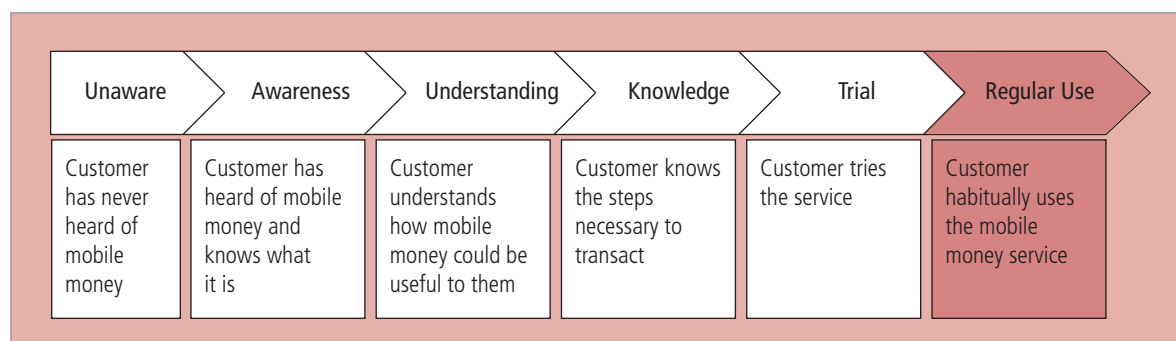 Unaware
Awareness
Understanding
Knowledge
Trial
Regular Use
Customer
has never
heard of
mobile
money
Customer has
heard of mobile
money and
knows what
it is
Customer
understands
how mobile
money could be
useful to them
Customer knows
the steps
necessary to
transact
Customer tries
the service
Customer
habitually uses
the mobile
money service